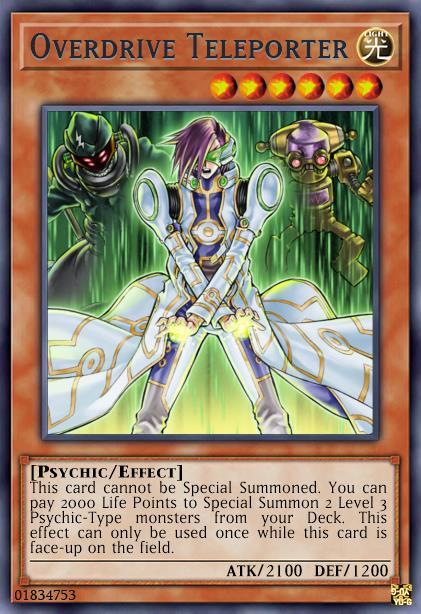 OVERDRIVE TELEPORTER
LIGHT
光
[PSYCHIC/EFFECT]
This card cannot be Special Summoned. You can
pay 2000 Life Points to Special Summon 2 Level 3
Psychic-Type monsters from your Deck. This
effect can only be used once while this card is
face-up on the field.
ATK/2100 DEF/1200
01834753